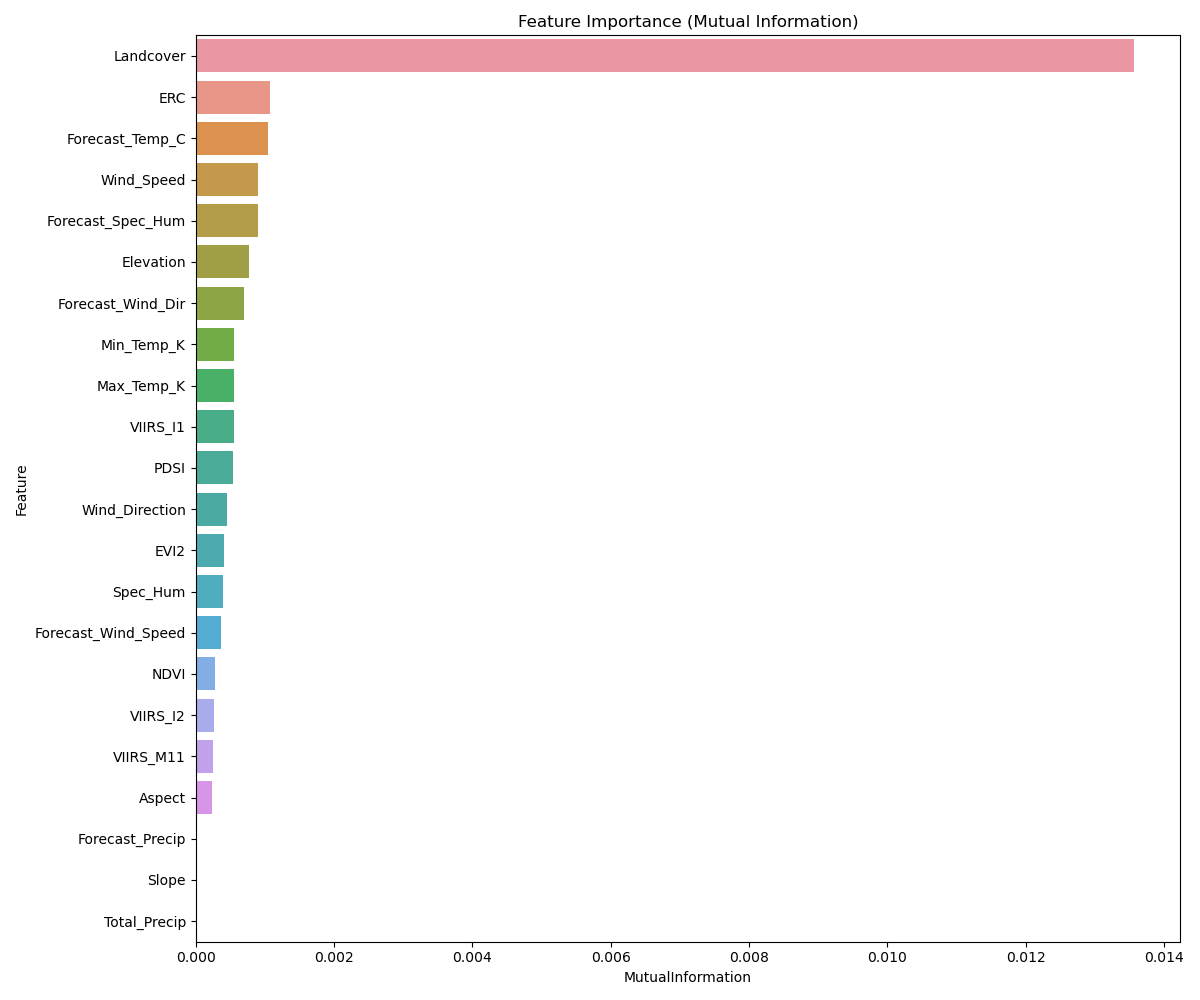 Feature Importance (Mutual Information)
Landcover
ERC
Forecast_Temp_C
Wind_Speed
Forecast_Spec_Hum
Elevation
Forecast_Wind_Dir
Min_Temp_K
Max_Temp_K
VIIRS_I1
PDSI
Wind_Direction
EVI2
Spec_Hum
Forecast_Wind_Speed
NDVI
VIIRS_I2
VIIRS_M11
Aspect
Forecast_Precip
Slope
Total_Precip
Feature
0.000 0.002 0.004 0.006 0.008 0.010 0.012 0.014
MutualInformation